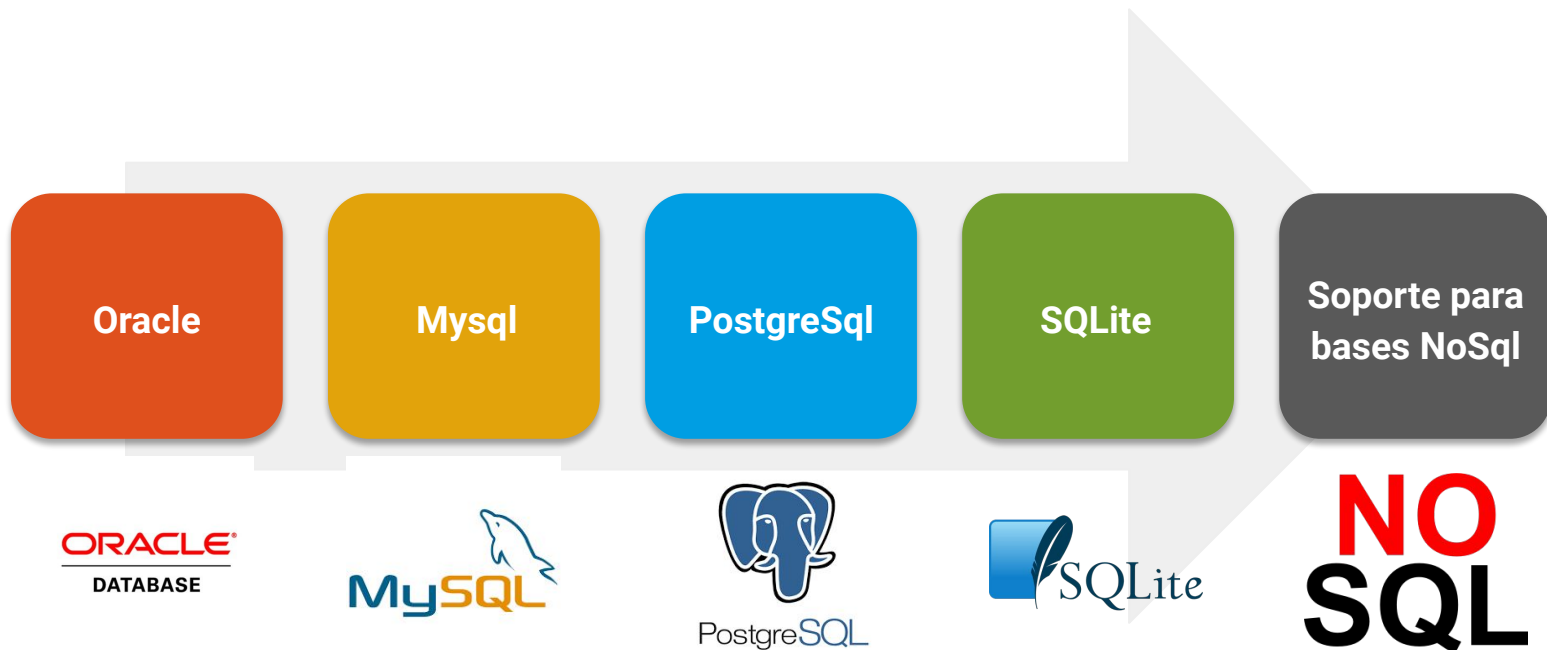 Oracle
Mysql
PostgreSql
SQLite
Soporte para
bases NoSql
ORACLE®
DATABASE
MySQL
PostgreSQL
SQLite
NO
SQL